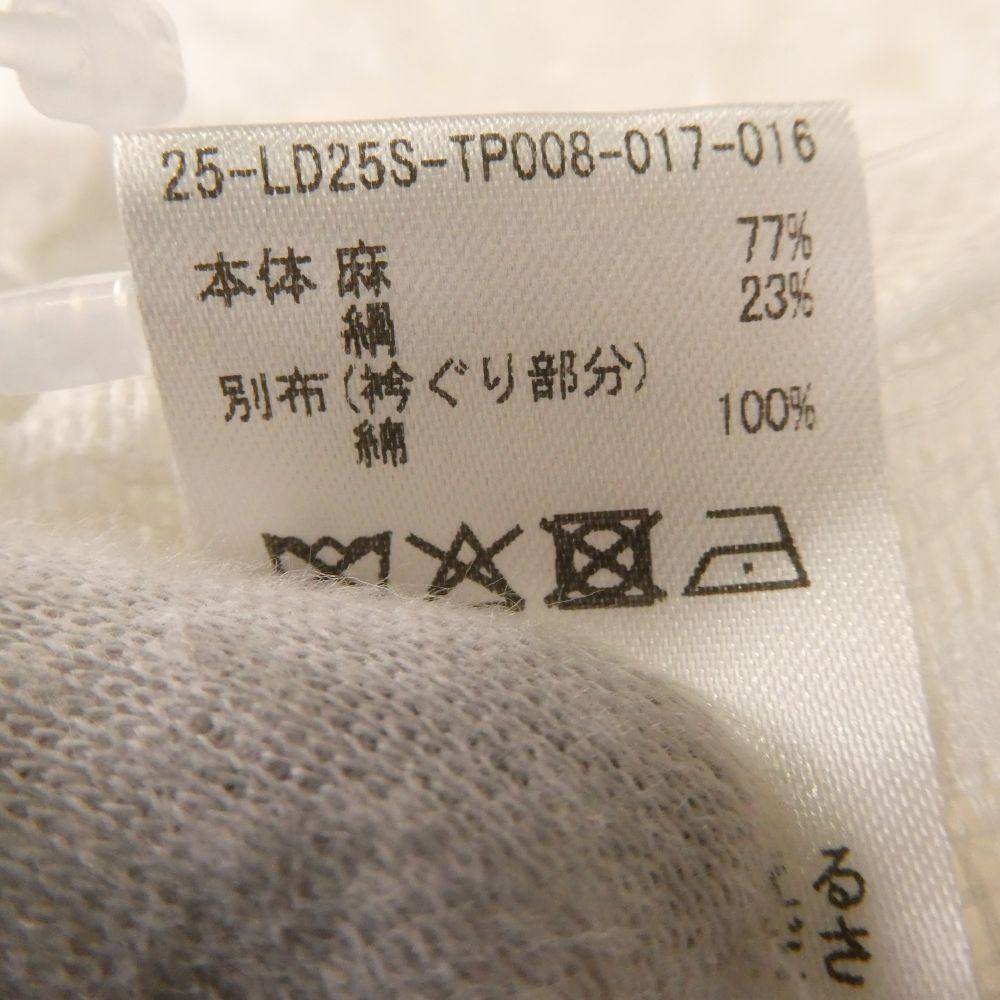 25-LD25S-TP008-017-016
本体 麻 77%
綿 23%
別布(衿ぐり部分)
綿 100%